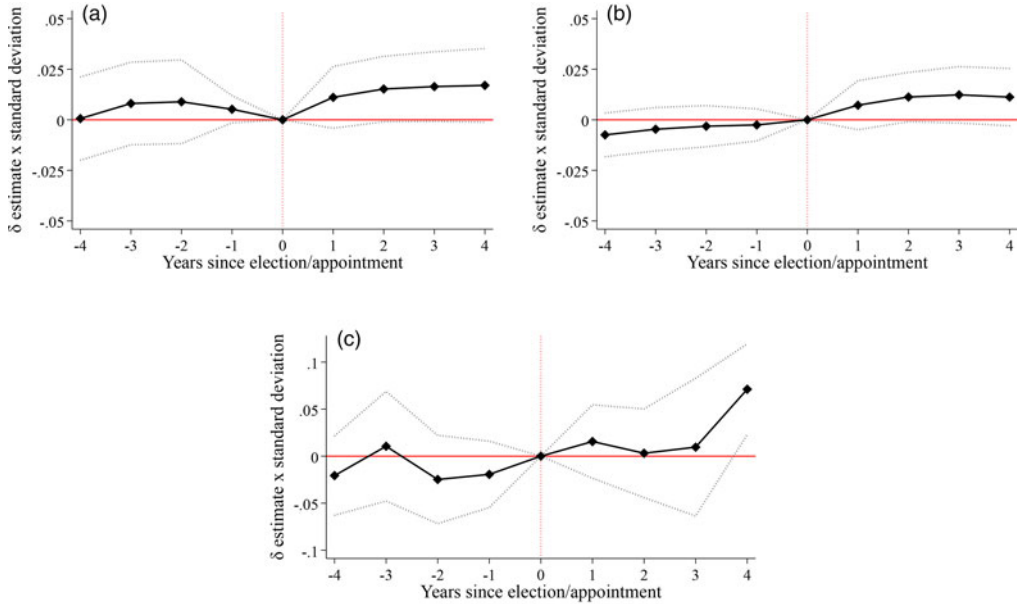 (a)
δ estimate x standard deviation
.05
.025
0
-.025
-.05
-4 -3 -2 -1 0 1 2 3 4
Years since election/appointment
(b)
δ estimate x standard deviation
.05
.025
0
-.025
-.05
-4 -3 -2 -1 0 1 2 3 4
Years since election/appointment
(c)
δ estimate x standard deviation
.1
.05
0
-.05
-.1
-4 -3 -2 -1 0 1 2 3 4
Years since election/appointment